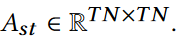 A_{st} ∈ ℝ^{TN×TN}.